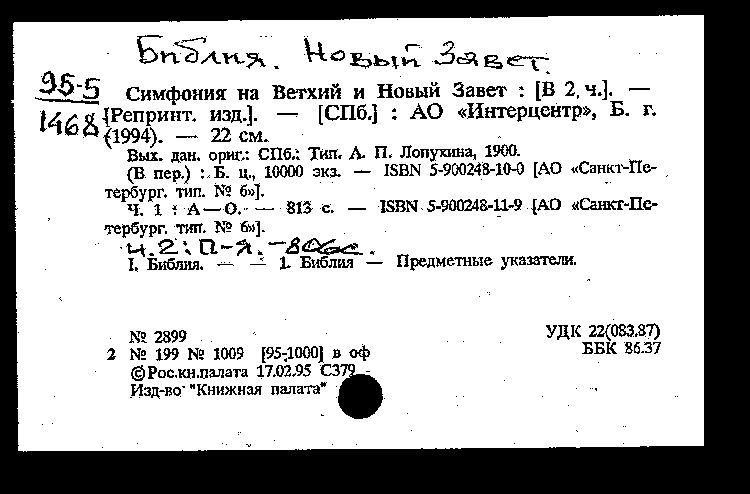 Библия. Новый Завет.
95-5
1468
Симфония на Ветхий и Новый Завет : [В 2 ч.]. —
[Репринт. изд.]. — [СПб.] : АО «Интерцентр», Б. г.
(1994). — 22 см.
Вых. дан. ориг.: СПб.: Тип. А. П. Лопухина, 1900.
(В пер.) : Б. ц., 10000 экз. — ISBN 5-900248-10-0 [АО «Санкт-Пе-
тербург. тип. № 6»].
Ч. 1 : А—О. — 813 с. — ISBN 5-900248-11-9 [АО «Санкт-Пе-
тербург. тип. № 6»].
Ч. 2 : П-Я. - 806с.
I. Библия. — — 1. Библия — Предметные указатели.
№ 2899
УДК 22(083.87)
2 № 199 № 1009 [95-1000] в оф
ББК 86.37
© Рос.кн.палата 17.02.95 С379
Изд-во "Книжная палата"